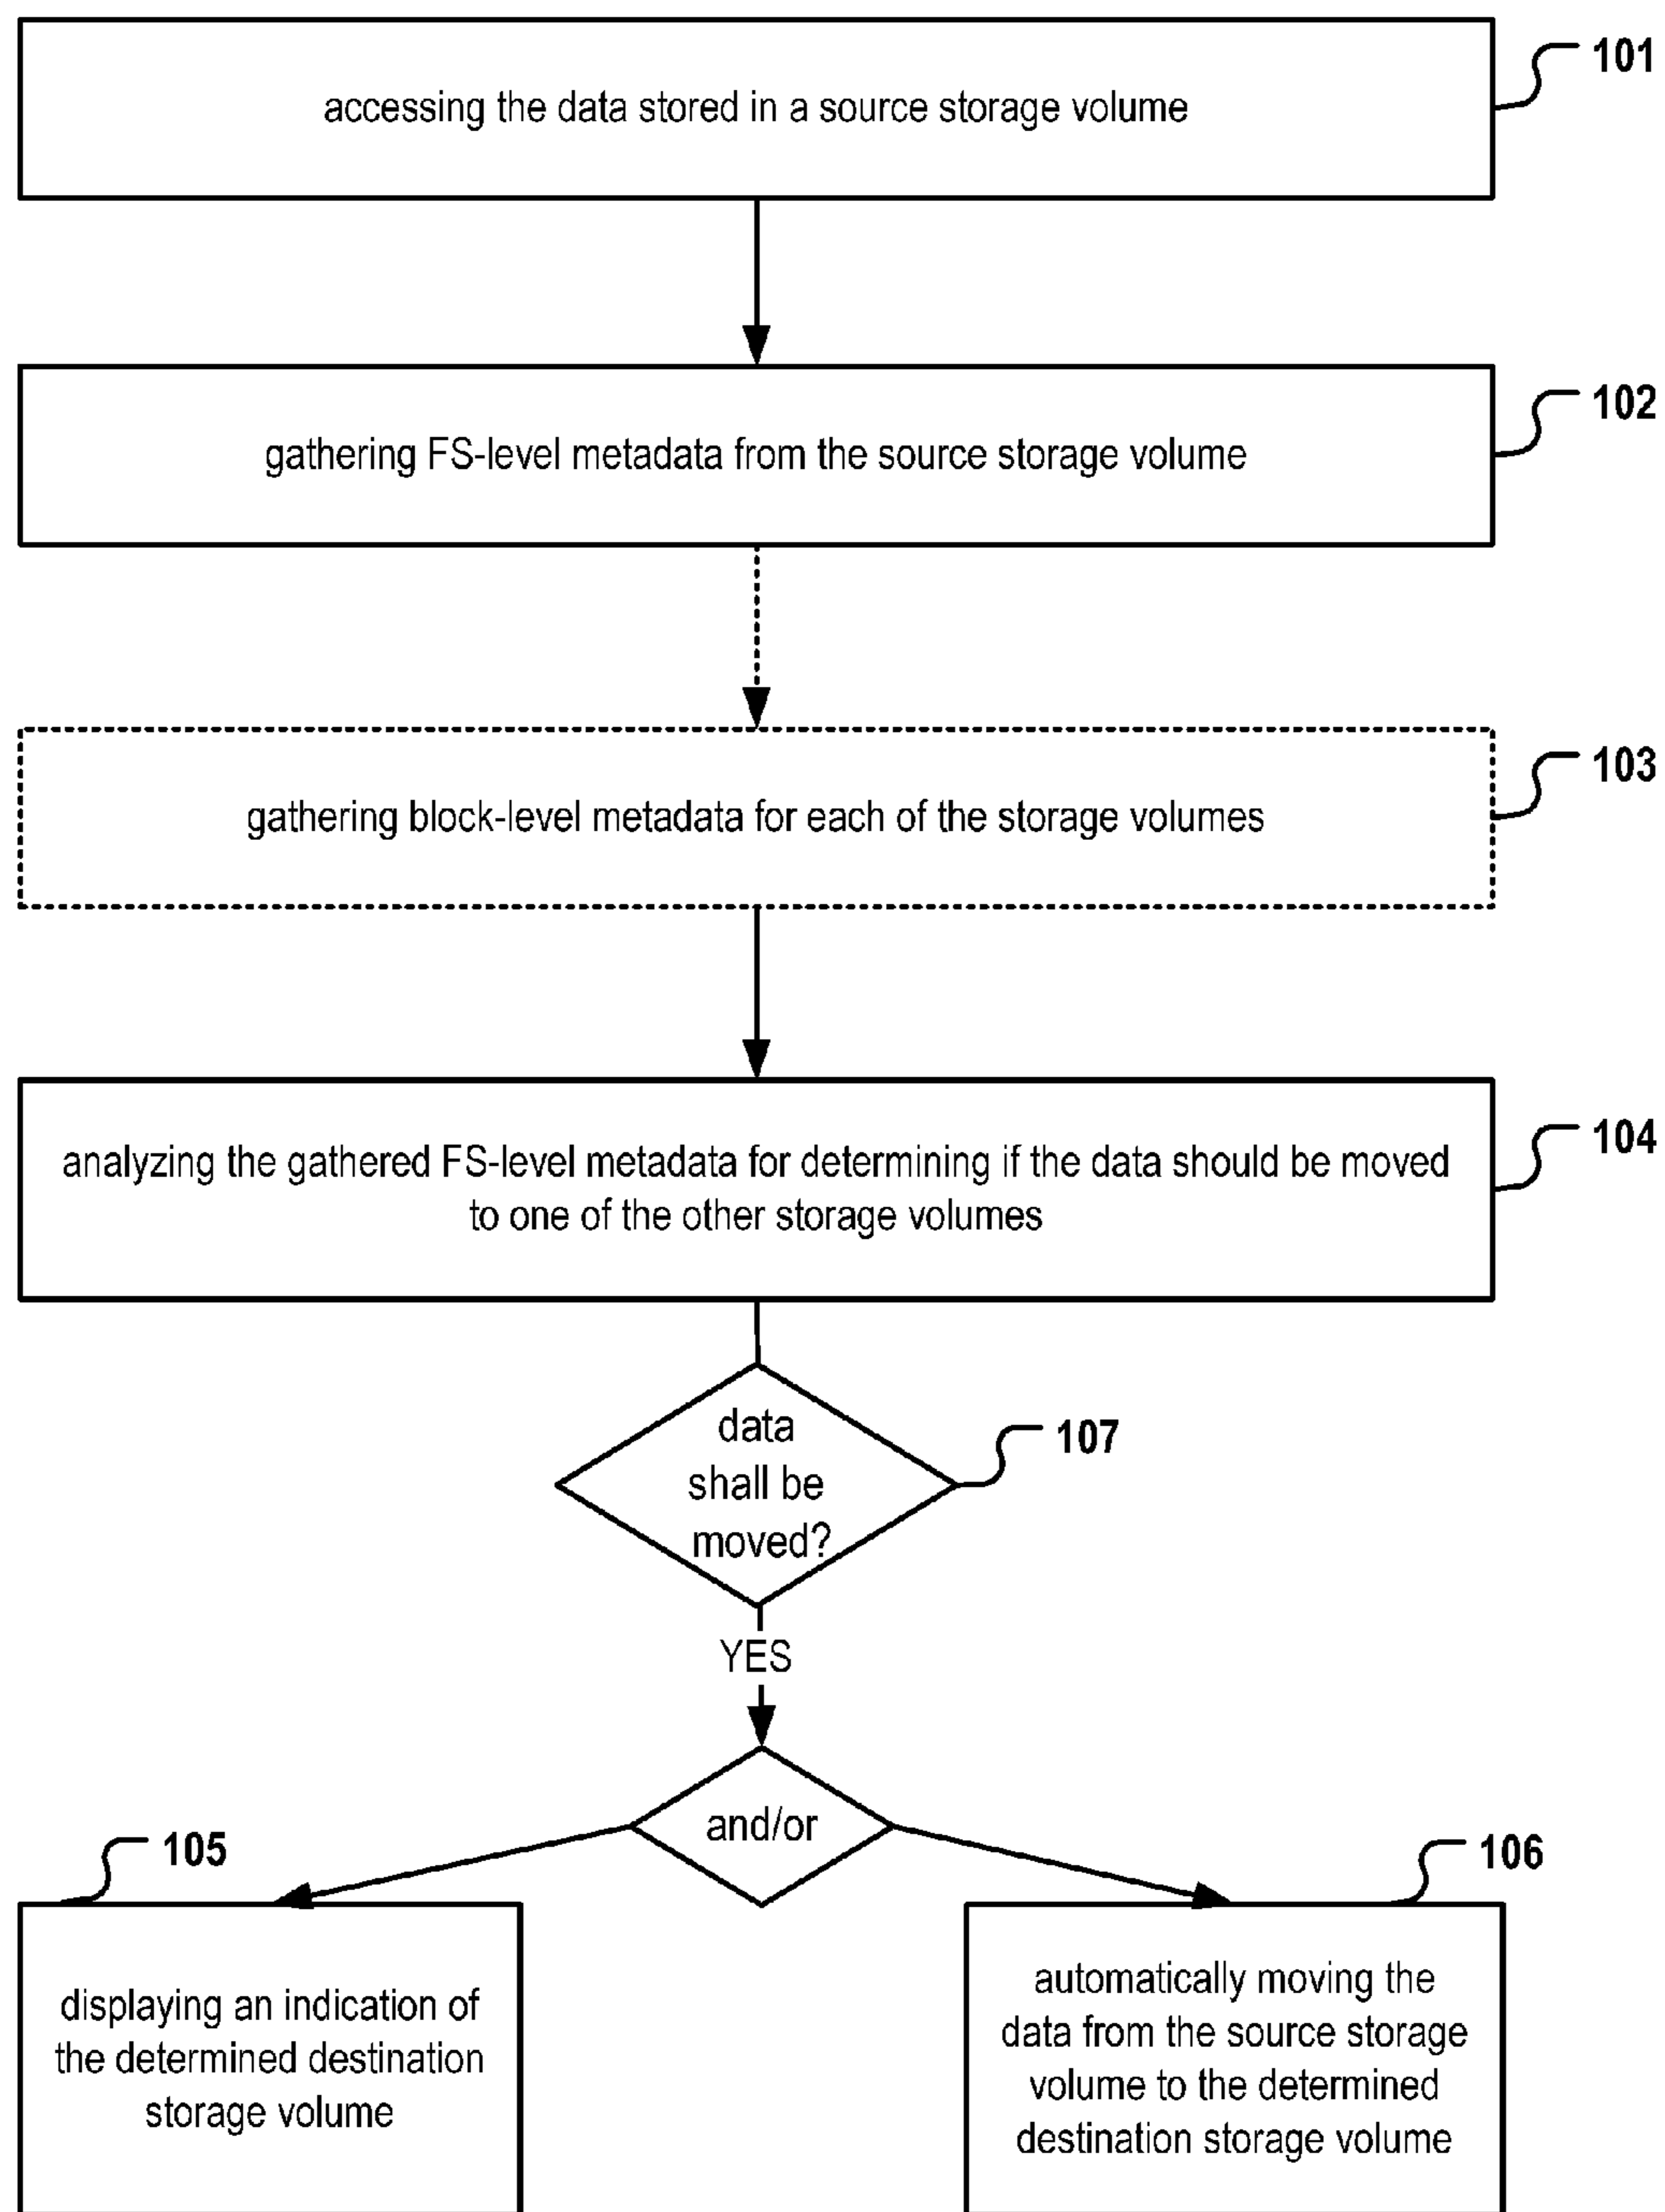 101
accessing the data stored in a source storage volume
102
gathering FS-level metadata from the source storage volume
103
gathering block-level metadata for each of the storage volumes
104
analyzing the gathered FS-level metadata for determining if the data should be moved
to one of the other storage volumes
data
shall be
moved?
107
YES
and/or
105
106
displaying an indication of
the determined destination
storage volume
automatically moving the
data from the source storage
volume to the determined
destination storage volume